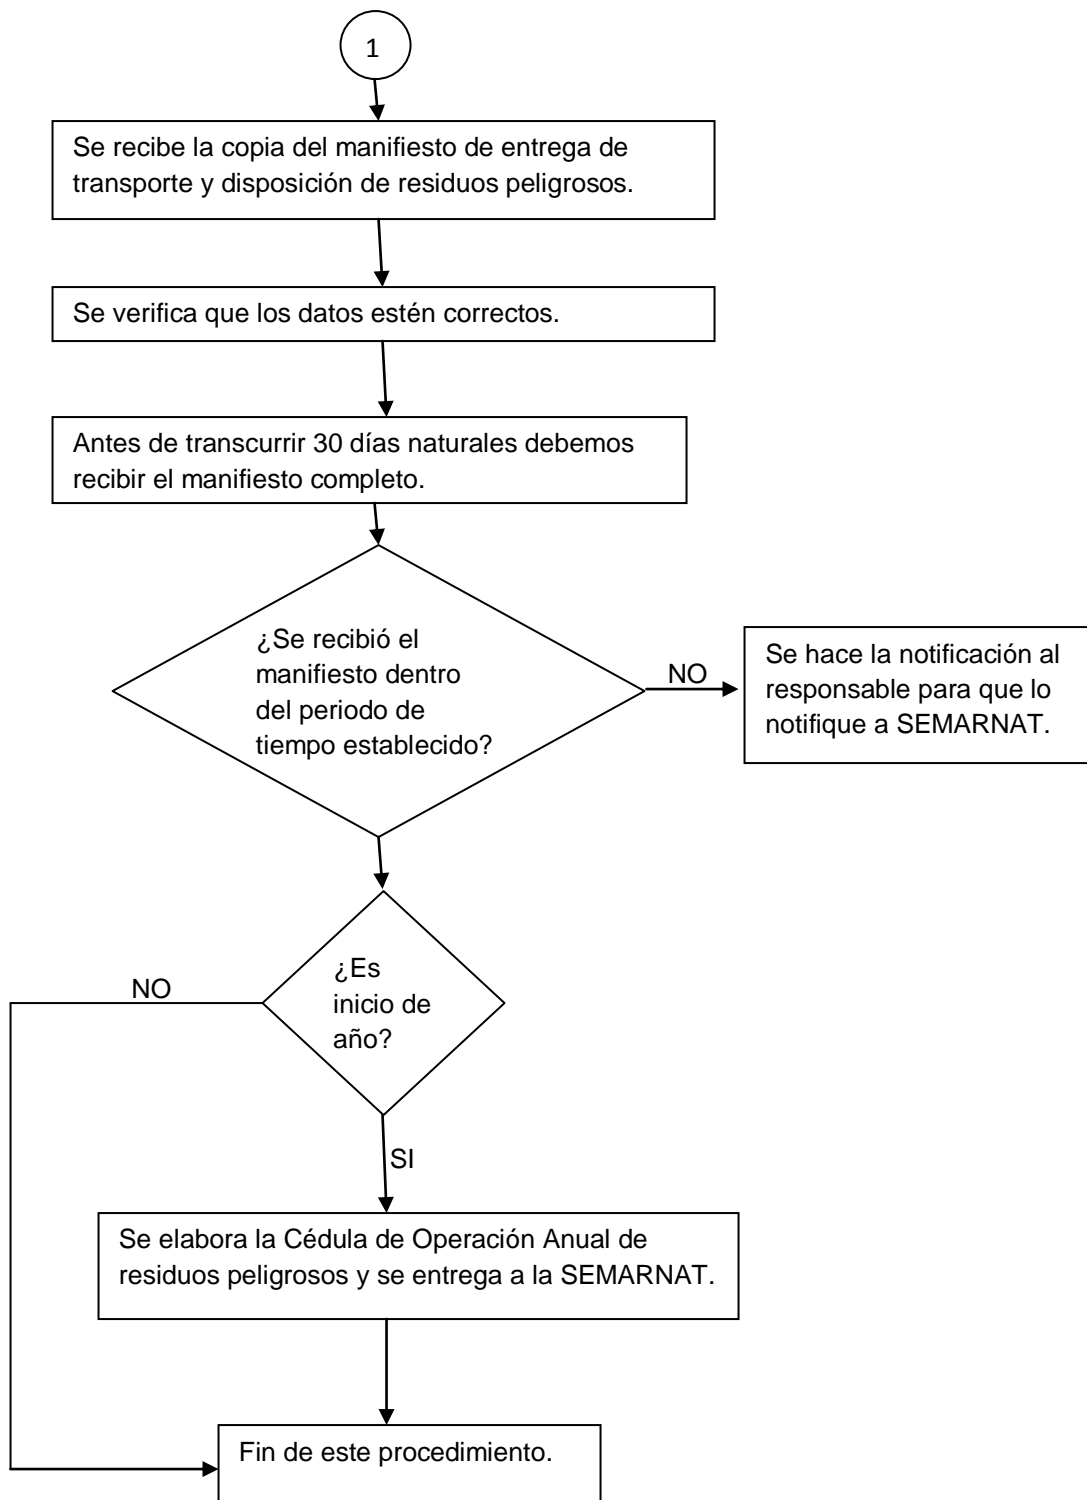 1
Se recibe la copia del manifiesto de entrega de
transporte y disposición de residuos peligrosos.
Se verifica que los datos estén correctos.
Antes de transcurrir 30 días naturales debemos
recibir el manifiesto completo.
¿Se recibió el
manifiesto dentro
del periodo de
tiempo establecido?
NO
Se hace la notificación al
responsable para que lo
notifique a SEMARNAT.
¿Es
inicio de
año?
NO
SI
Se elabora la Cédula de Operación Anual de
residuos peligrosos y se entrega a la SEMARNAT.
Fin de este procedimiento.